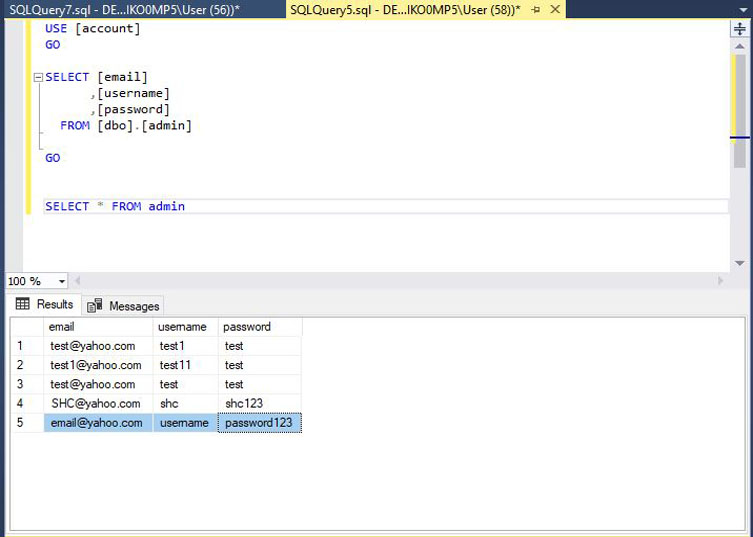 SQLQuery7.sql - DE...IKO0MP5\User (56))* SQLQuery5.sql - DE...IKO0MP5\User (58))*
USE [account]
GO
SELECT [email]
,[username]
,[password]
FROM [dbo].[admin]
GO
SELECT * FROM admin
100 %
Results Messages
email username password
1 test@yahoo.com test1 test
2 test1@yahoo.com test11 test
3 test@yahoo.com test test
4 SHC@yahoo.com shc shc123
5 email@yahoo.com username password123